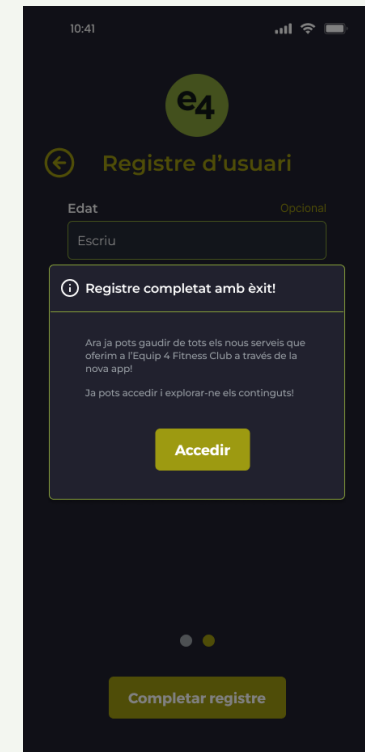 10:41
e4
Registre d’usuari
Edat Opcional
Escriu
Registre completat amb èxit!
Ara ja pots gaudir de tots els nous serveis que
oferim a l’Equip 4 Fitness Club a través de la
nova app!
Ja pots accedir i explorar-ne els continguts!
Accedir
Completar registre